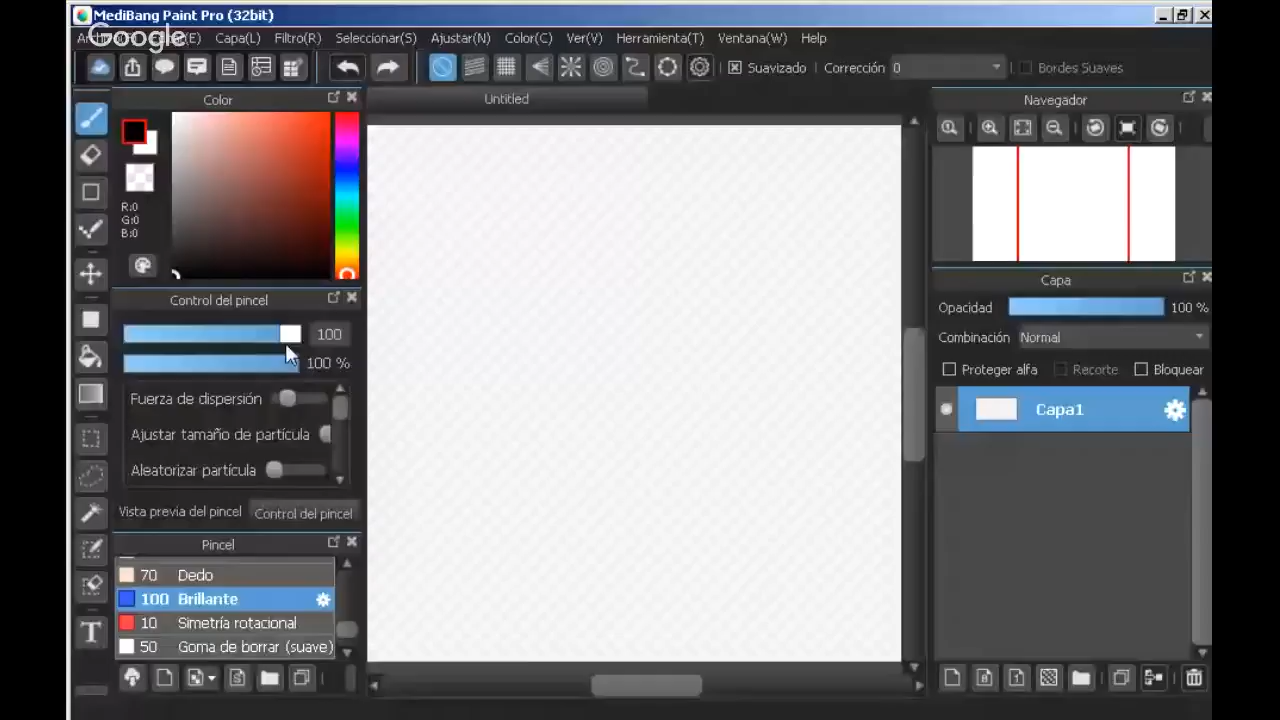 MediBang Paint Pro (32bit)
Google
Capa(L) Filtro(R) Seleccionar(S) Ajustar(N) Color(C) Ver(V) Herramienta(T) Ventana(W) Help
Suavizado Corrección 0 Bordes Suaves
Color
Untitled
Navegador
R:0
G:0
B:0
Control del pincel
100
100 %
Fuerza de dispersión
Ajustar tamaño de partícula
Aleatorizar partícula
Vista previa del pincel Control del pincel
Pincel
70 Dedo
100 Brillante
10 Simetría rotacional
50 Goma de borrar (suave)
T
Capa
Opacidad 100 %
Combinación Normal
Proteger alfa Recorte Bloquear
Capa1